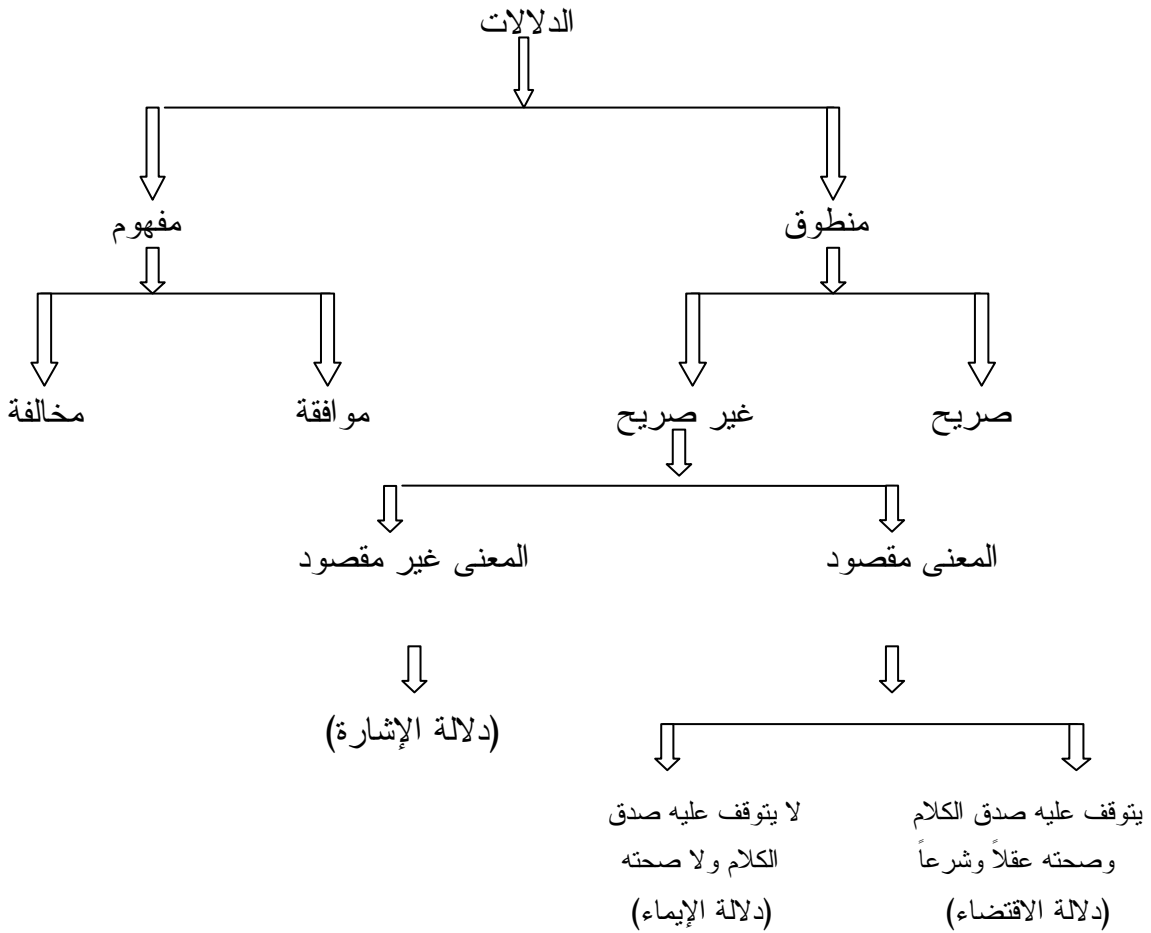 الدلالات
منطوق
مفهوم
صريح
غير صريح
موافقة
مخالفة
المعنى مقصود
المعنى غير مقصود
(دلالة الإشارة)
يتوقف عليه صدق الكلام
وصحته عقلاً وشرعاً
(دلالة الاقتضاء)
لا يتوقف عليه صدق
الكلام ولا صحته
(دلالة الإيماء)